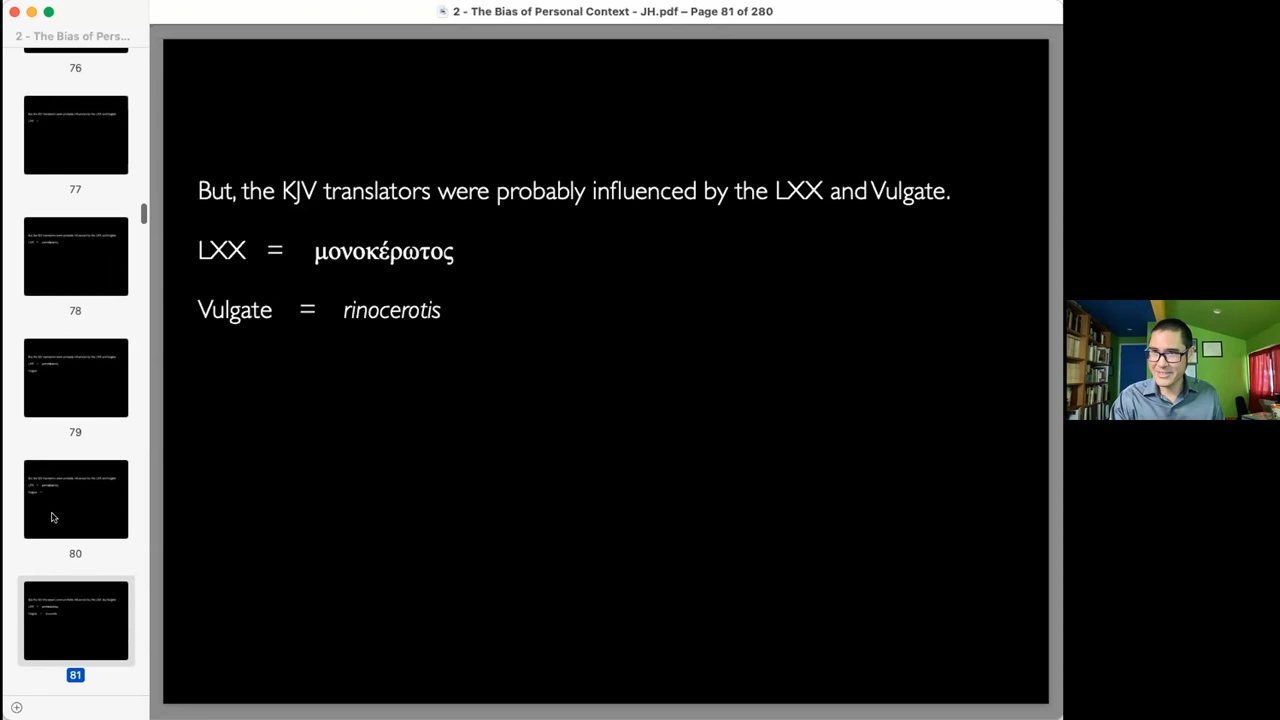 2 - The Bias of Personal Context - JH.pdf – Page 81 of 280
2 - The Bias of Pers...
76
77
78
79
80
81
But, the KJV translators were probably influenced by the LXX and Vulgate.
LXX = μονοκέρωτος
Vulgate = rinocerotis